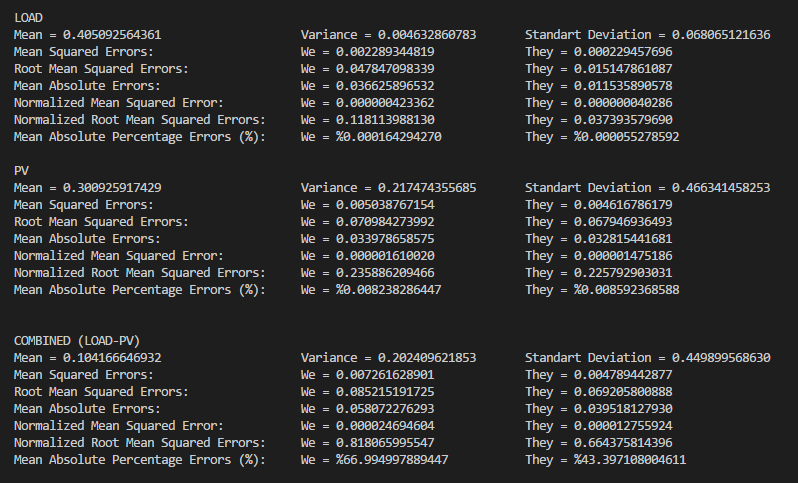 LOAD
Mean = 0.405092564361 Variance = 0.004632860783 Standart Deviation = 0.068065121636
Mean Squared Errors: We = 0.002289344819 They = 0.000229457696
Root Mean Squared Errors: We = 0.047847098339 They = 0.015147861087
Mean Absolute Errors: We = 0.036625896532 They = 0.011535890578
Normalized Mean Squared Error: We = 0.000000423362 They = 0.000000040286
Normalized Root Mean Squared Errors: We = 0.118113988130 They = 0.037393579690
Mean Absolute Percentage Errors (%): We = %0.000164294270 They = %0.000055278592
PV
Mean = 0.300925917429 Variance = 0.217474355685 Standart Deviation = 0.466341458253
Mean Squared Errors: We = 0.005038767154 They = 0.004616786179
Root Mean Squared Errors: We = 0.070984273992 They = 0.067946936493
Mean Absolute Errors: We = 0.033978658575 They = 0.032815441681
Normalized Mean Squared Error: We = 0.000001610020 They = 0.000001475186
Normalized Root Mean Squared Errors: We = 0.235886209466 They = 0.225792903031
Mean Absolute Percentage Errors (%): We = %0.008238286447 They = %0.008592368588
COMBINED (LOAD-PV)
Mean = 0.104166646932 Variance = 0.202409621853 Standart Deviation = 0.449899568630
Mean Squared Errors: We = 0.007261628901 They = 0.004789442877
Root Mean Squared Errors: We = 0.085215191725 They = 0.069205800888
Mean Absolute Errors: We = 0.058072276293 They = 0.039518127930
Normalized Mean Squared Error: We = 0.000024694604 They = 0.000012755924
Normalized Root Mean Squared Errors: We = 0.818065995547 They = 0.664375814396
Mean Absolute Percentage Errors (%): We = %66.994997889447 They = %43.397108004611